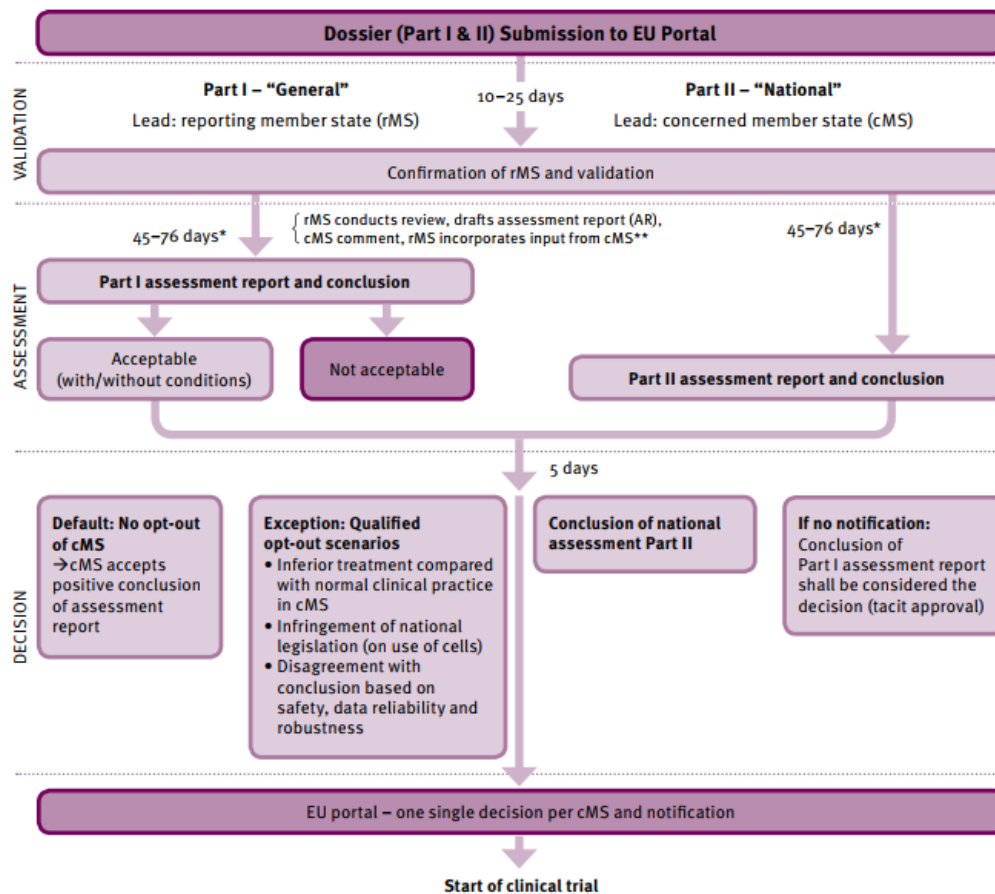 Dossier (Part I & II) Submission to EU Portal
VALIDATION
Part I – “General”
Lead: reporting member state (rMS)
10–25 days
Part II – “National”
Lead: concerned member state (cMS)
Confirmation of rMS and validation
ASSESSMENT
45–76 days*
rMS conducts review, drafts assessment report (AR),
cMS comment, rMS incorporates input from cMS**
45–76 days*
Part I assessment report and conclusion
Acceptable
(with/without conditions)
Not acceptable
Part II assessment report and conclusion
5 days
DECISION
Default: No opt-out
of cMS
→cMS accepts
positive conclusion
of assessment
report
Exception: Qualified
opt-out scenarios
• Inferior treatment compared
with normal clinical practice
in cMS
• Infringement of national
legislation (on use of cells)
• Disagreement with
conclusion based on
safety, data reliability and
robustness
Conclusion of national
assessment Part II
If no notification:
Conclusion of
Part I assessment report
shall be considered the
decision (tacit approval)
EU portal – one single decision per cMS and notification
Start of clinical trial